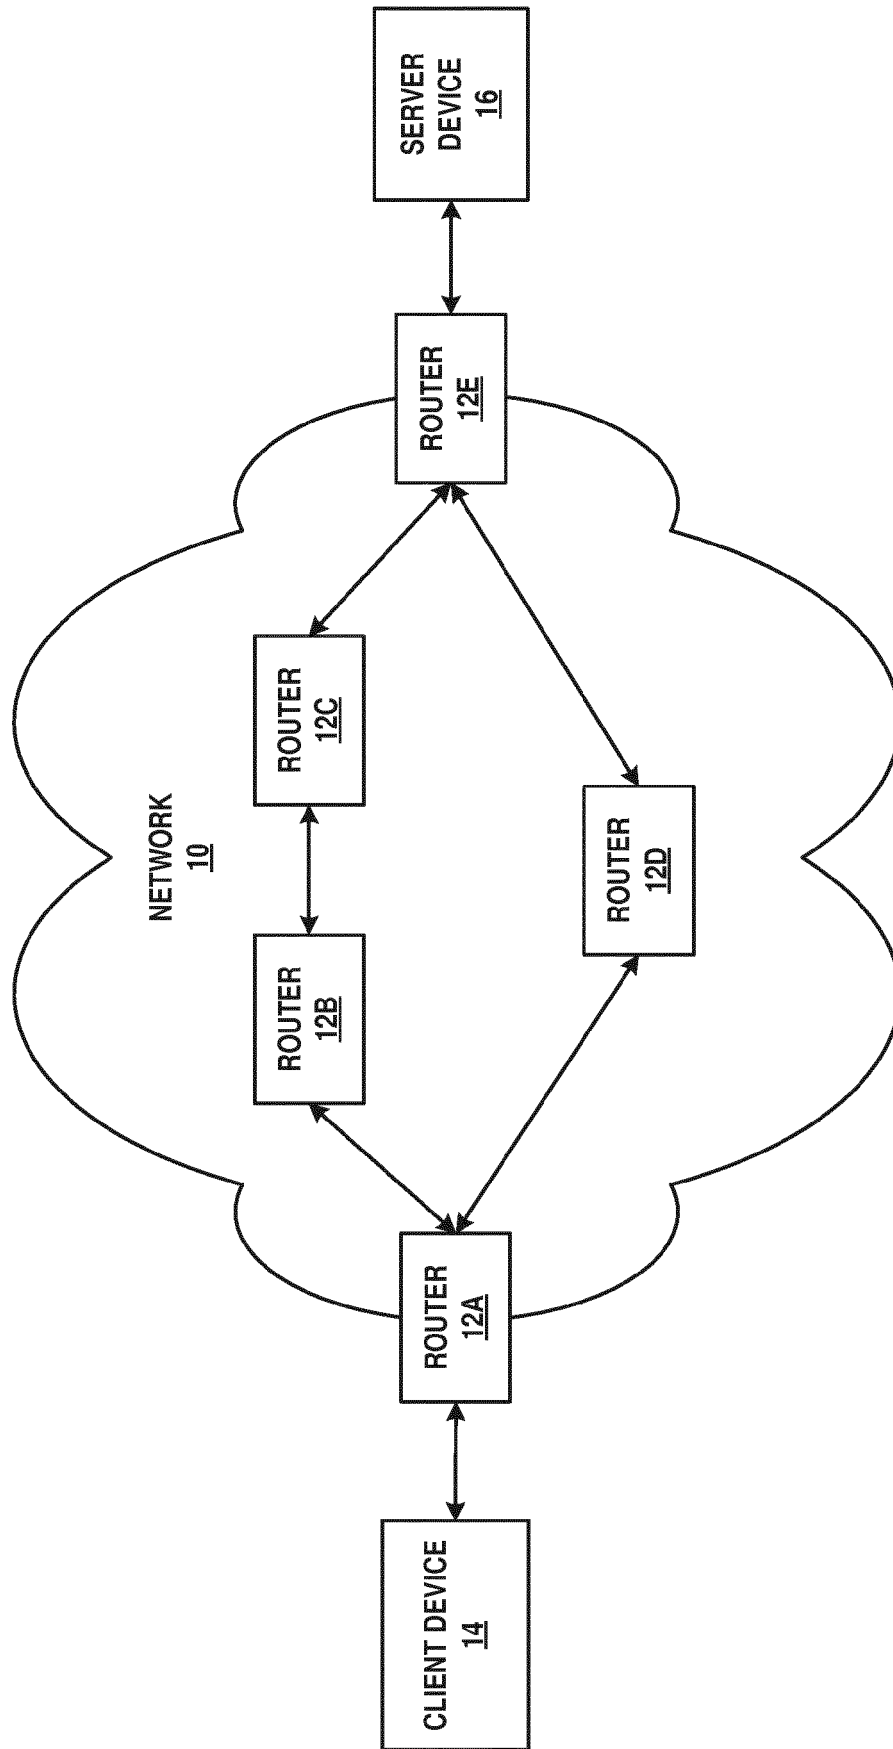 NETWORK
10
ROUTER
12B
ROUTER
12C
CLIENT DEVICE
14
ROUTER
12A
ROUTER
12E
SERVER
DEVICE
16
ROUTER
12D